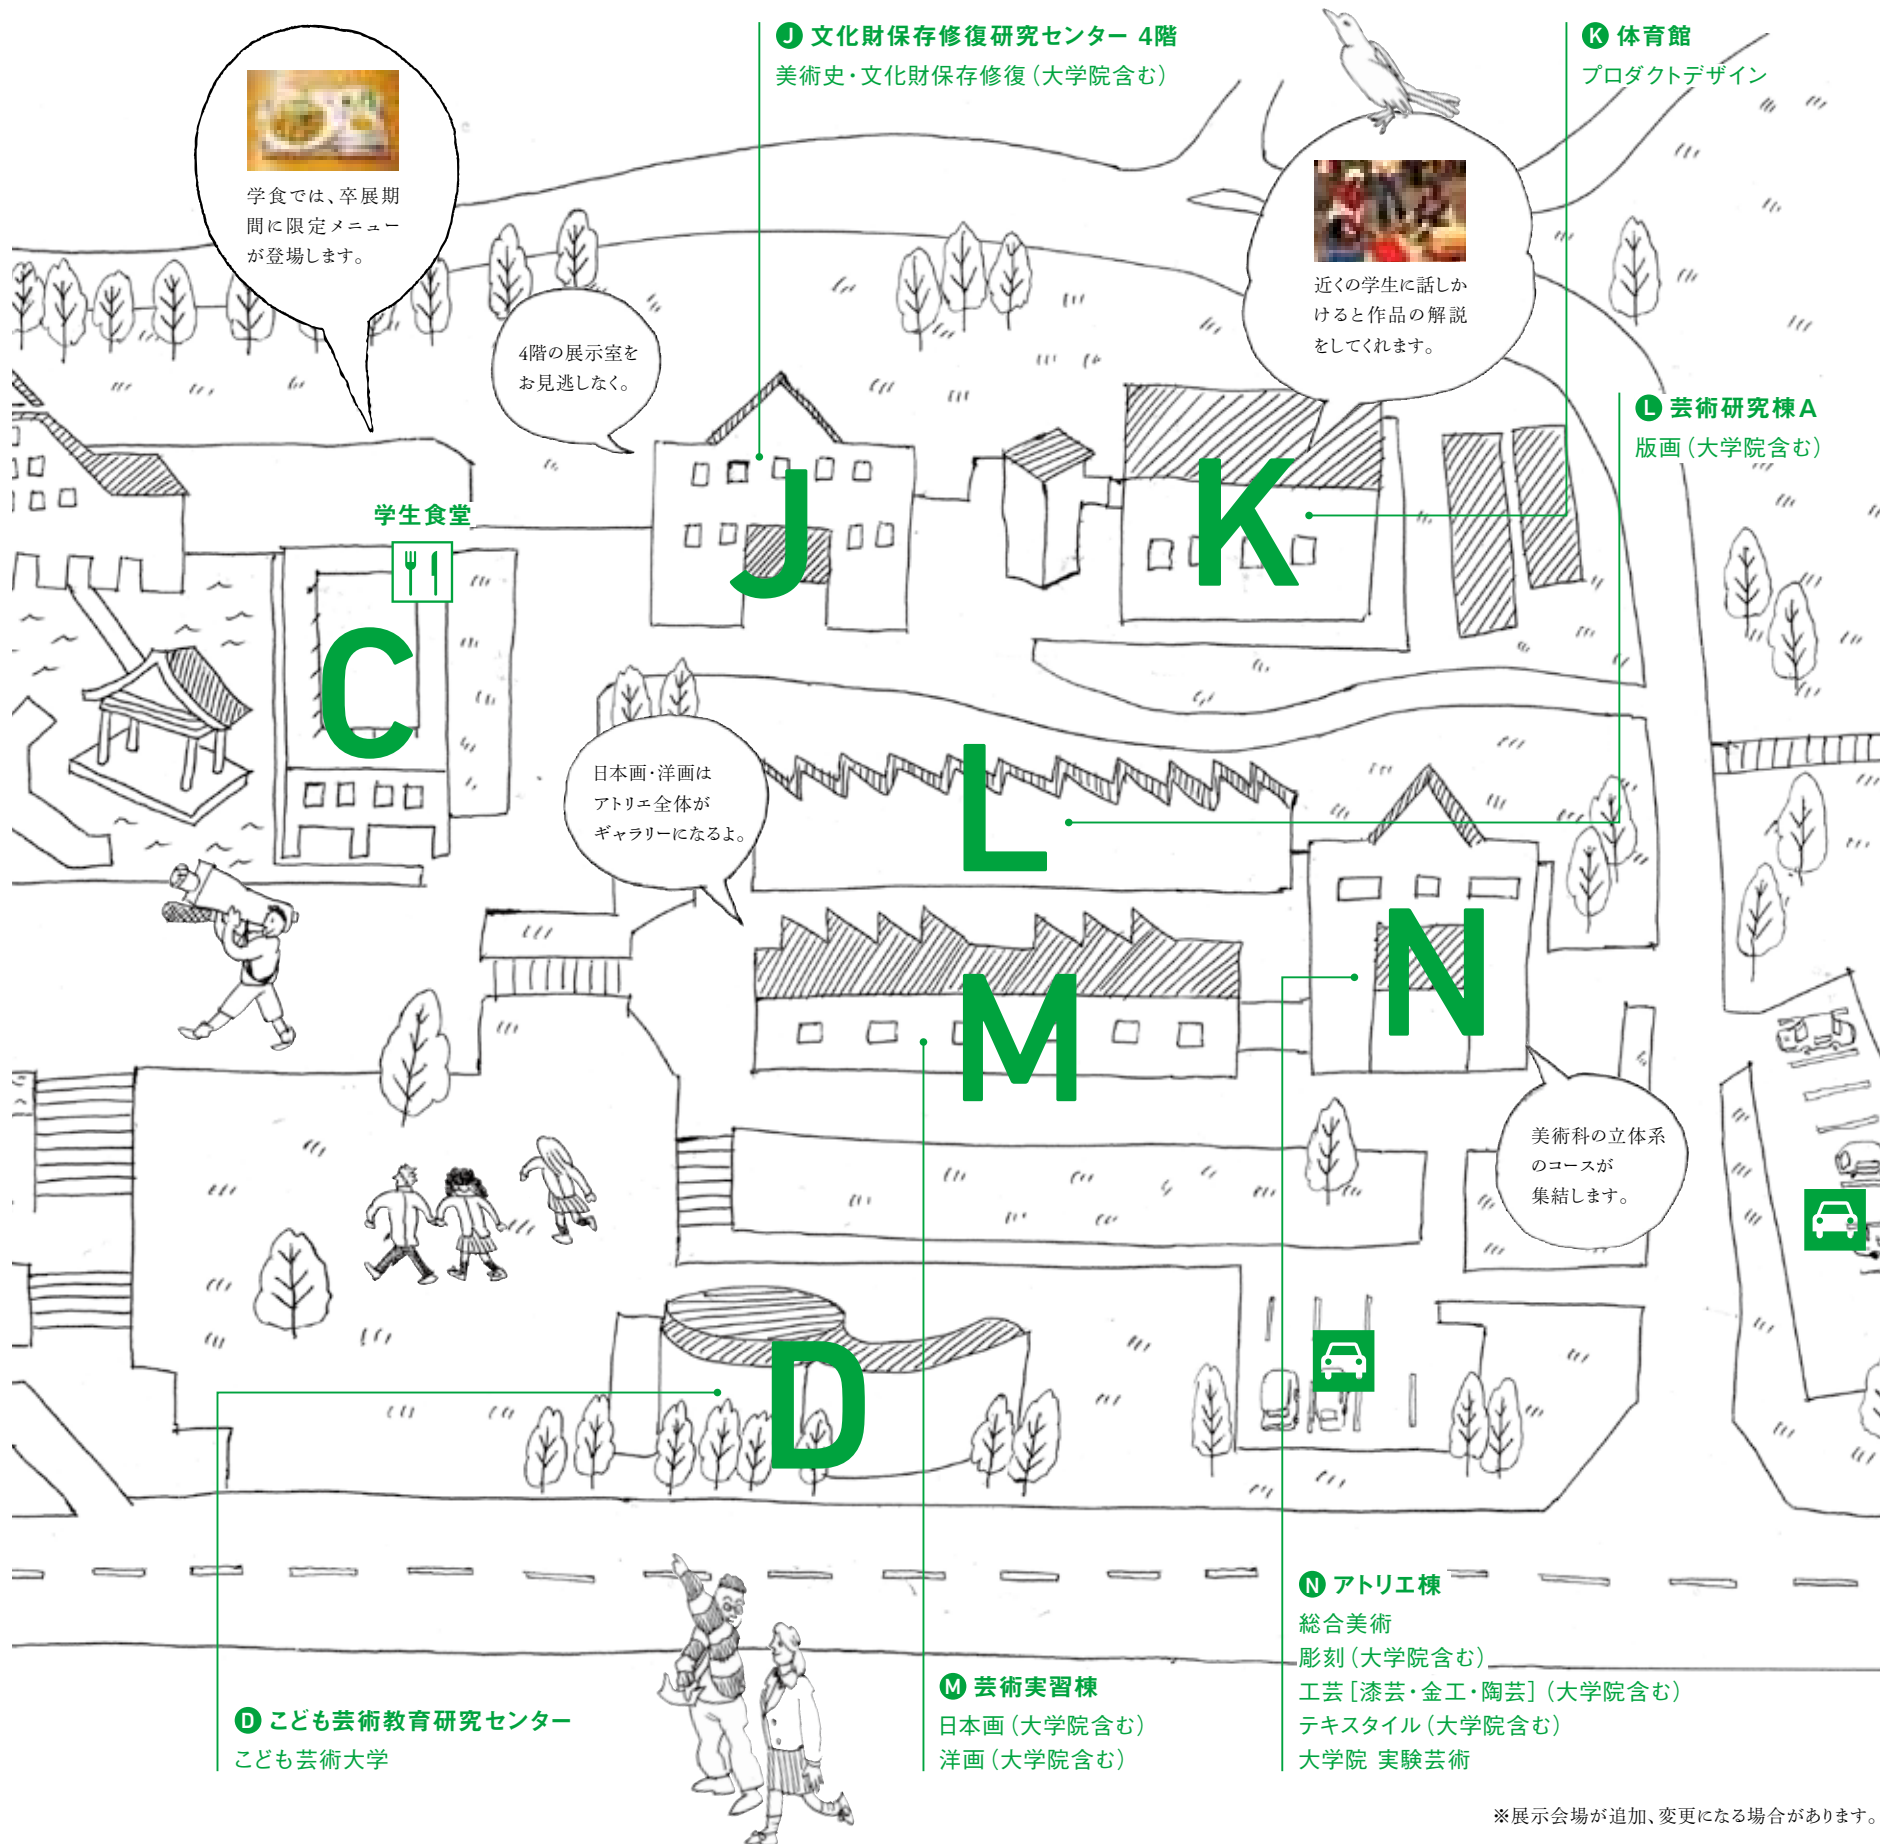 J 文化財保存修復研究センター 4階
美術史・文化財保存修復（大学院含む）
K 体育館
プロダクトデザイン
学食では、卒展期
間に限定メニュー
が登場します。
近くの学生に話しか
けると作品の解説
をしてくれます。
4階の展示室を
お見逃しなく。
L 芸術研究棟A
版画（大学院含む）
学生食堂
J
K
C
日本画・洋画は
アトリエ全体が
ギャラリーになるよ。
L
N
M
美術科の立体系
のコースが
集結します。
D
N アトリエ棟
総合美術
彫刻（大学院含む）
工芸［漆芸・金工・陶芸］（大学院含む）
テキスタイル（大学院含む）
大学院 実験芸術
M 芸術実習棟
日本画（大学院含む）
洋画（大学院含む）
D こども芸術教育研究センター
こども芸術大学
※展示会場が追加、変更になる場合があります。